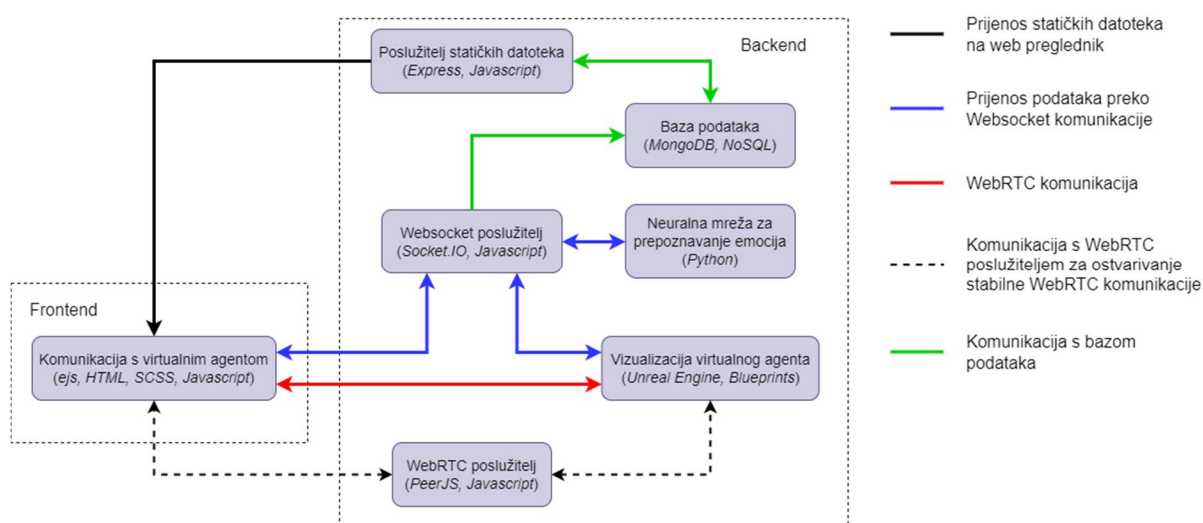 Backend
Poslužitelj statičkih datoteka
(Express, Javascript)
Baza podataka
(MongoDB, NoSQL)
Websocket poslužitelj
(Socket.IO, Javascript)
Neuralna mreža za
prepoznavanje emocija
(Python)
Frontend
Komunikacija s virtualnim agentom
(ejs, HTML, SCSS, Javascript)
Vizualizacija virtualnog agenta
(Unreal Engine, Blueprints)
WebRTC poslužitelj
(PeerJS, Javascript)
Prijenos statičkih datoteka
na web preglednik
Prijenos podataka preko
Websocket komunikacije
WebRTC komunikacija
Komunikacija s WebRTC
poslužiteljem za ostvarivanje
stabilne WebRTC komunikacije
Komunikacija s bazom
podataka